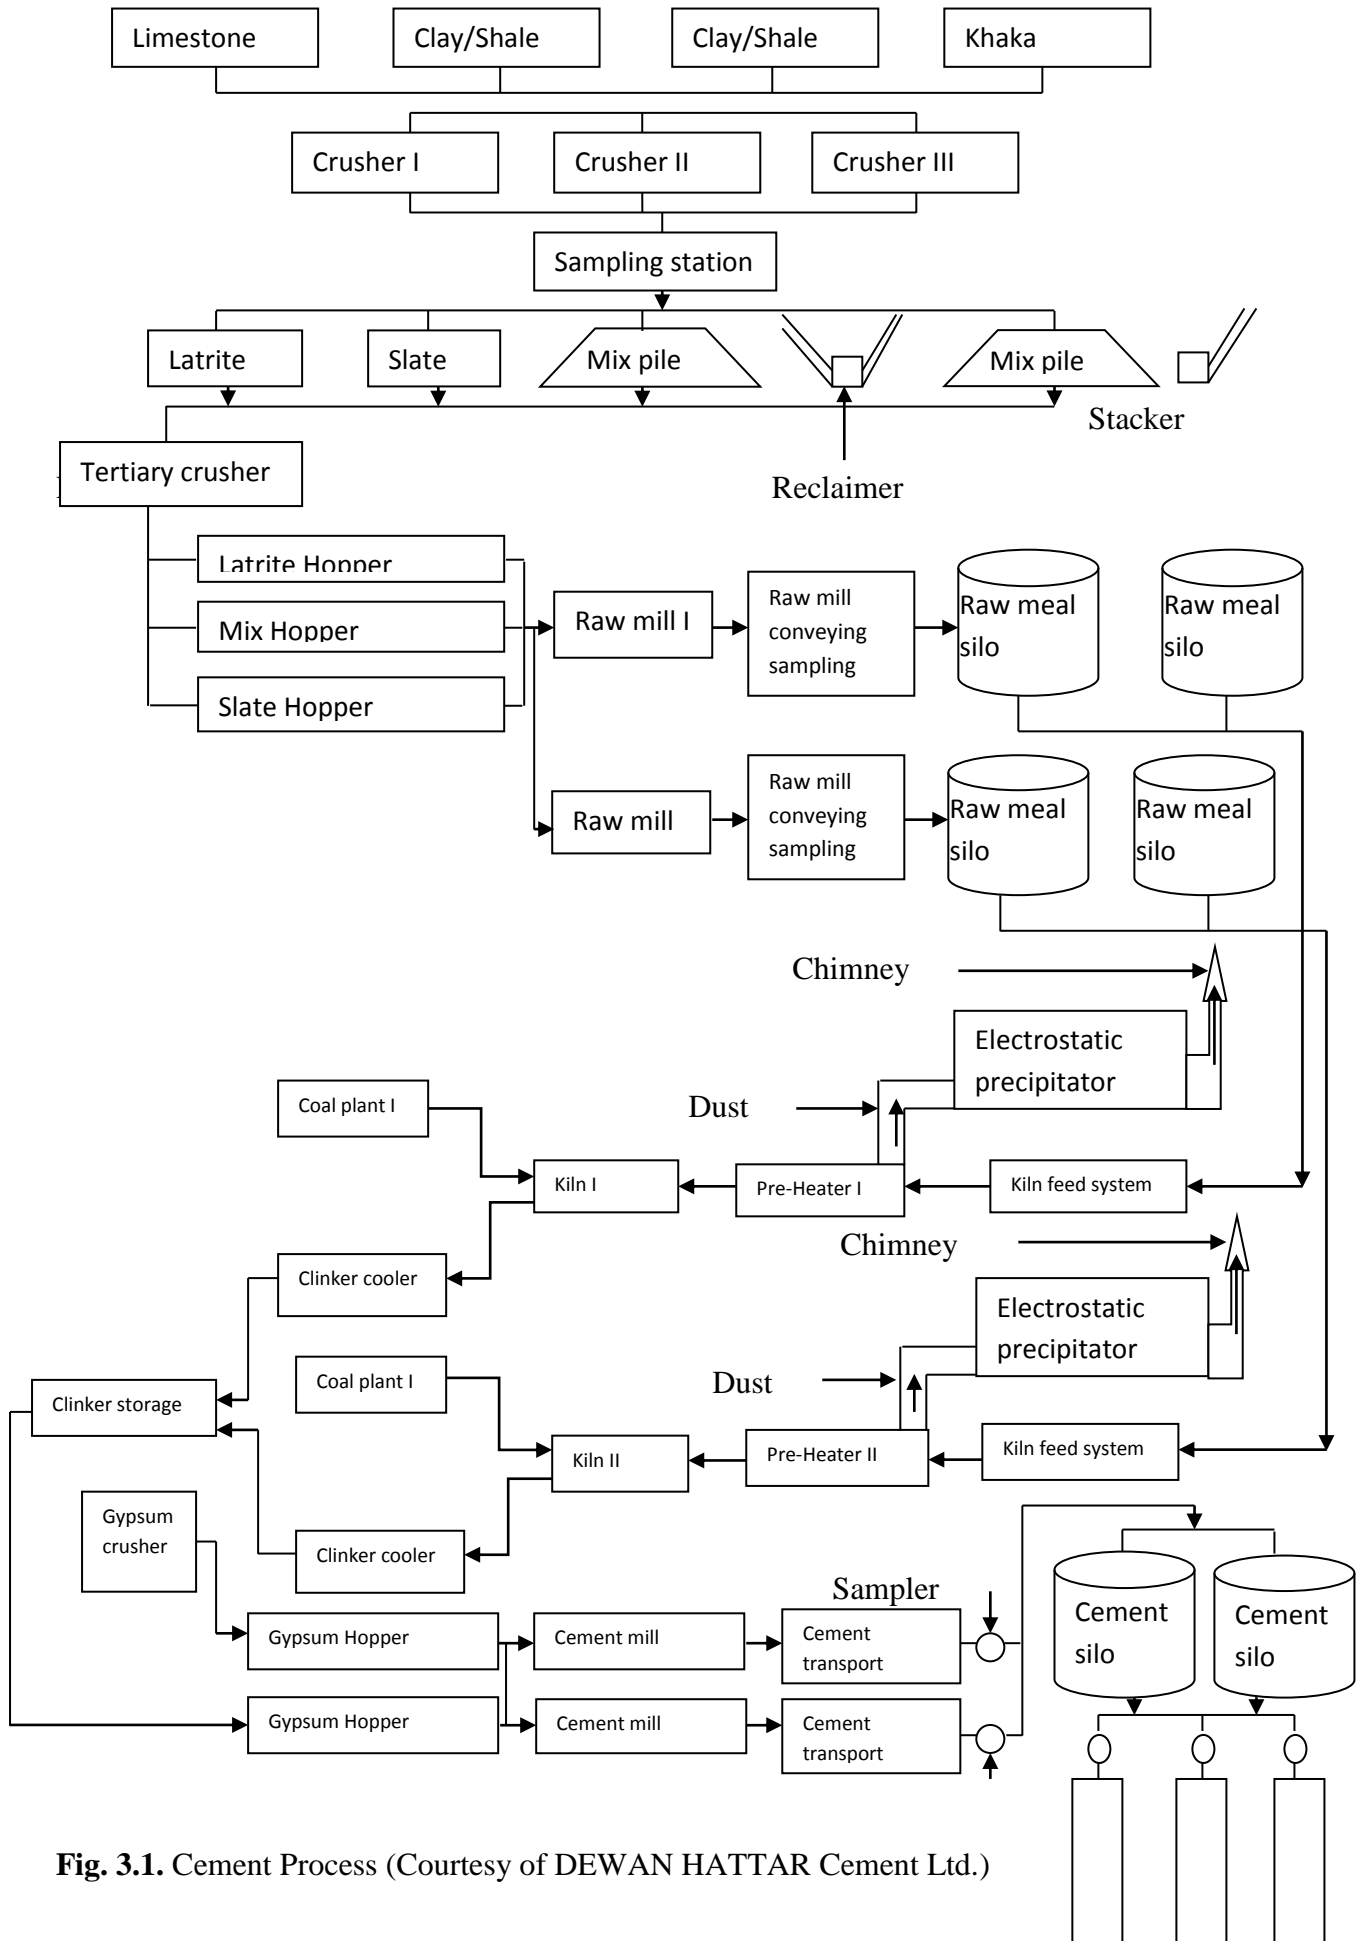 Limestone
Clay/Shale
Clay/Shale
Khaka
Crusher I
Crusher II
Crusher III
Sampling station
Latrite
Slate
Mix pile
Mix pile
Stacker
Tertiary crusher
Reclaimer
Latrite Hopper
Mix Hopper
Slate Hopper
Raw mill I
Raw mill
conveying
sampling
Raw meal
silo
Raw meal
silo
Raw mill
Raw mill
conveying
sampling
Raw meal
silo
Raw meal
silo
Chimney
Electrostatic
precipitator
Coal plant I
Dust
Kiln I
Pre-Heater I
Kiln feed system
Chimney
Clinker cooler
Electrostatic
precipitator
Coal plant I
Dust
Clinker storage
Kiln II
Pre-Heater II
Kiln feed system
Gypsum
crusher
Clinker cooler
Sampler
Cement
silo
Cement
silo
Gypsum Hopper
Cement mill
Cement
transport
Gypsum Hopper
Cement mill
Cement
transport
Fig. 3.1. Cement Process (Courtesy of DEWAN HATTAR Cement Ltd.)